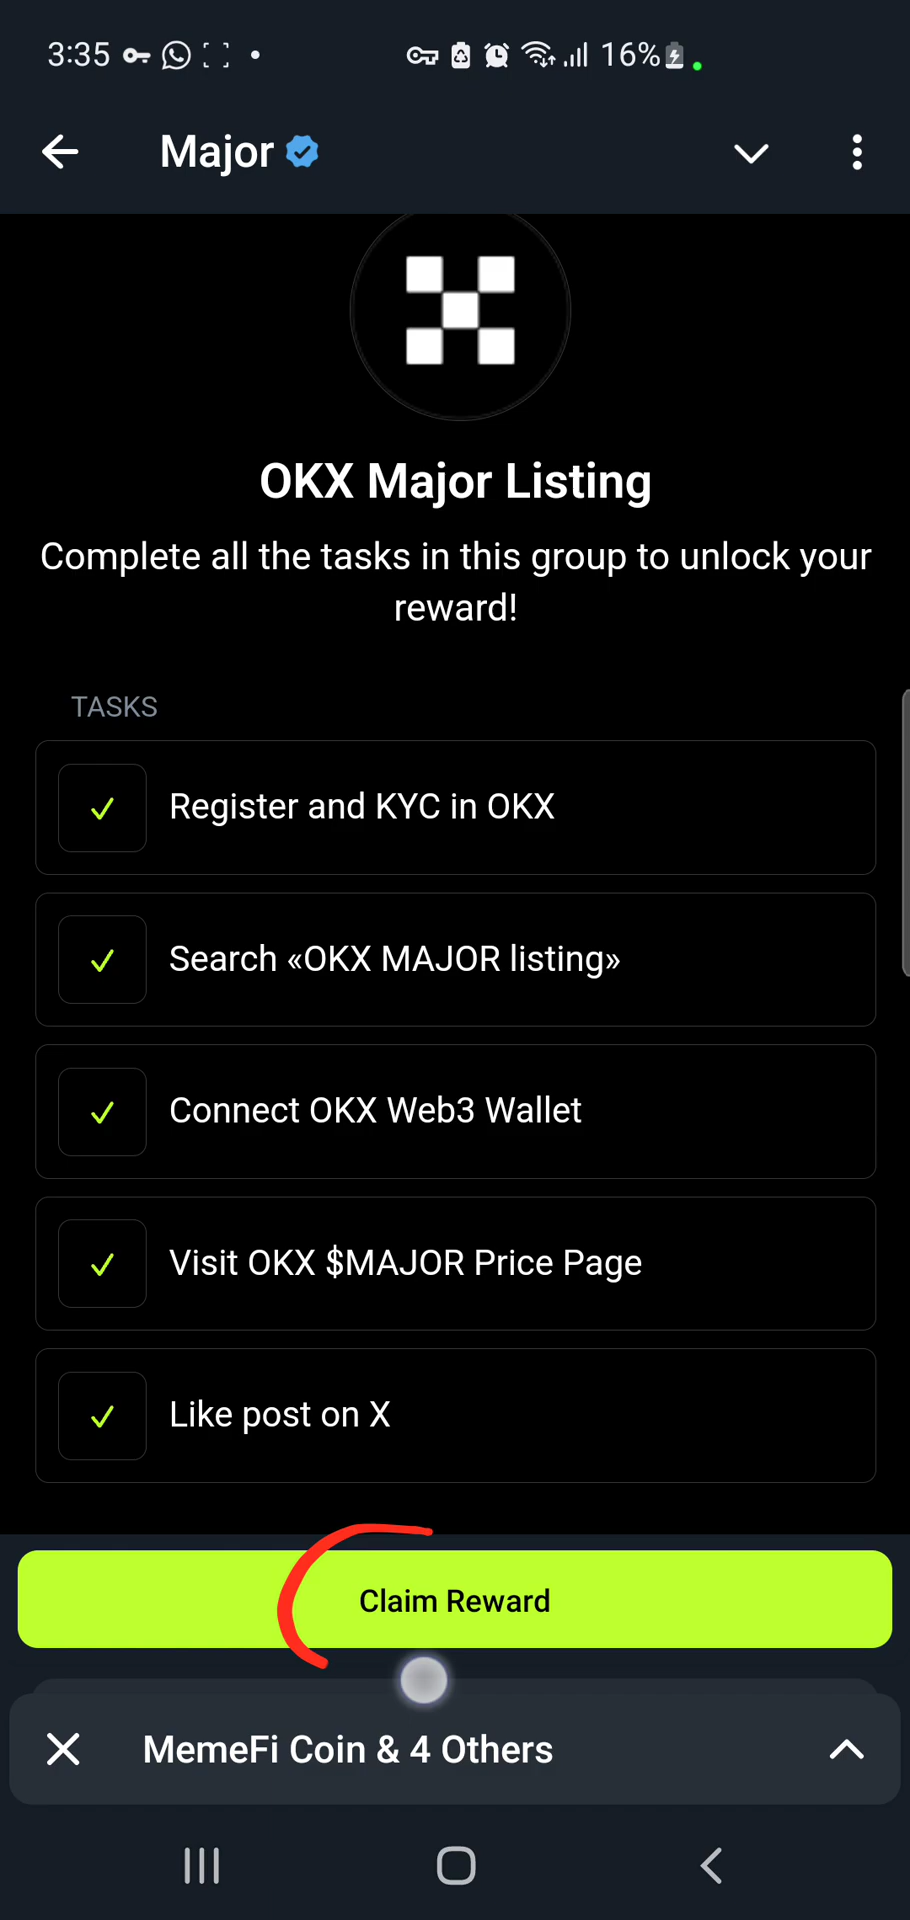 3:35
16%
Major
OKX Major Listing
Complete all the tasks in this group to unlock your
reward!
TASKS
Register and KYC in OKX
Search «OKX MAJOR listing»
Connect OKX Web3 Wallet
Visit OKX $MAJOR Price Page
Like post on X
Claim Reward
MemeFi Coin & 4 Others